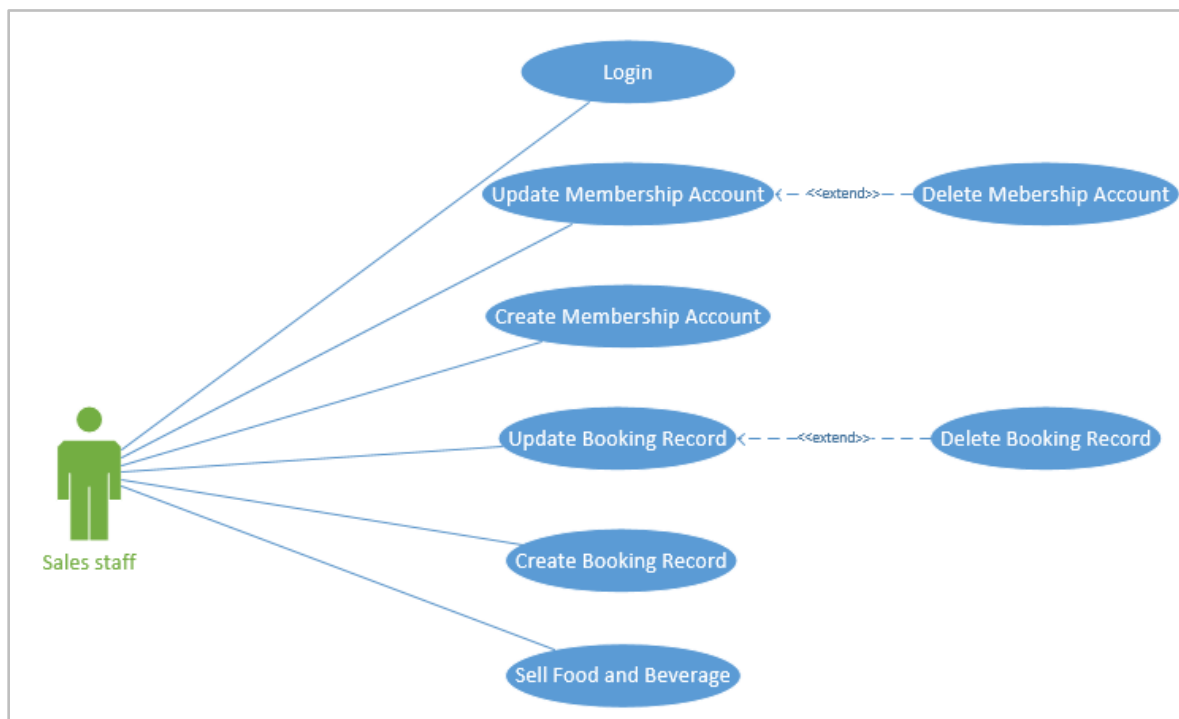 Login
Update Membership Account
<<extend>>
Delete Mebership Account
Create Membership Account
Update Booking Record
<<extend>>
Delete Booking Record
Sales staff
Create Booking Record
Sell Food and Beverage